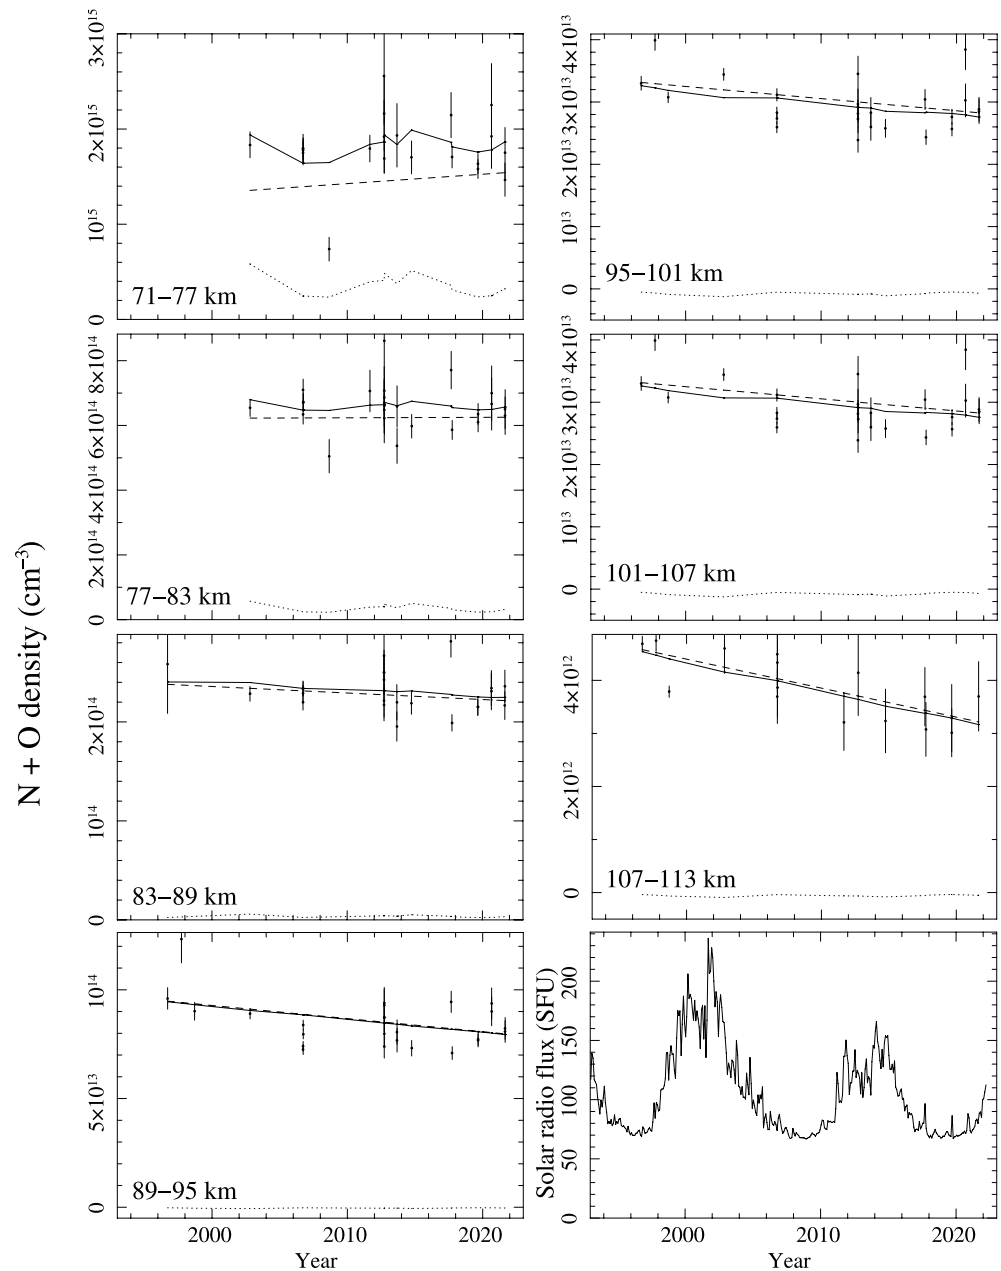 N + O density (cm⁻³)
3×10¹⁵
2×10¹⁵
10¹⁵
0
71−77 km
4×10¹³
3×10¹³
2×10¹³
10¹³
0
95−101 km
8×10¹⁴
6×10¹⁴
4×10¹⁴
2×10¹⁴
0
77−83 km
4×10¹³
3×10¹³
2×10¹³
10¹³
0
101−107 km
2×10¹⁴
10¹⁴
0
83−89 km
4×10¹²
2×10¹²
0
107−113 km
10¹⁴
5×10¹³
0
89−95 km
2000 2010 2020
Year
Solar radio flux (SFU)
200
150
100
50
0
2000 2010 2020
Year